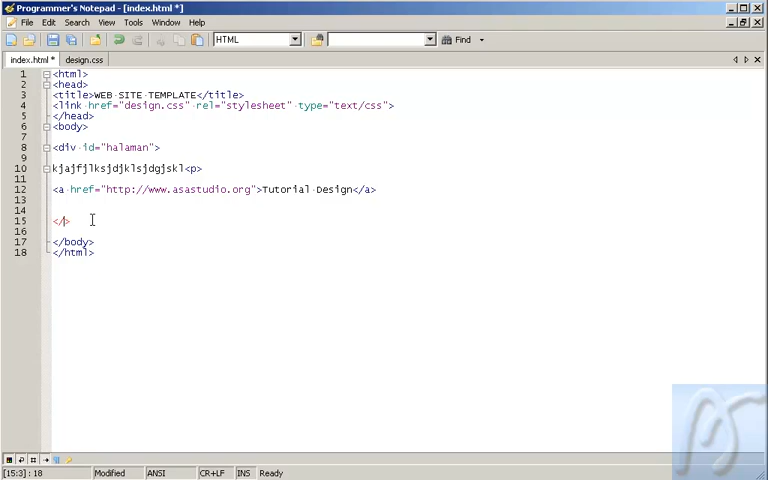 Programmer's Notepad - [index.html *]
File Edit Search View Tools Window Help
HTML Find
index.html * design.css
1 <html>
2 <head>
3 <title>WEB SITE TEMPLATE</title>
4 <link href="design.css" rel="stylesheet" type="text/css">
5 </head>
6 <body>
7
8 <div id="halaman">
9
10 kjajfjlksjdjklsjdgjskl<p>
11
12 <a href="http://www.asastudio.org">Tutorial Design</a>
13
14
15 </>
16
17 </body>
18 </html>
[15:3] : 18 Modified ANSI CR+LF INS Ready